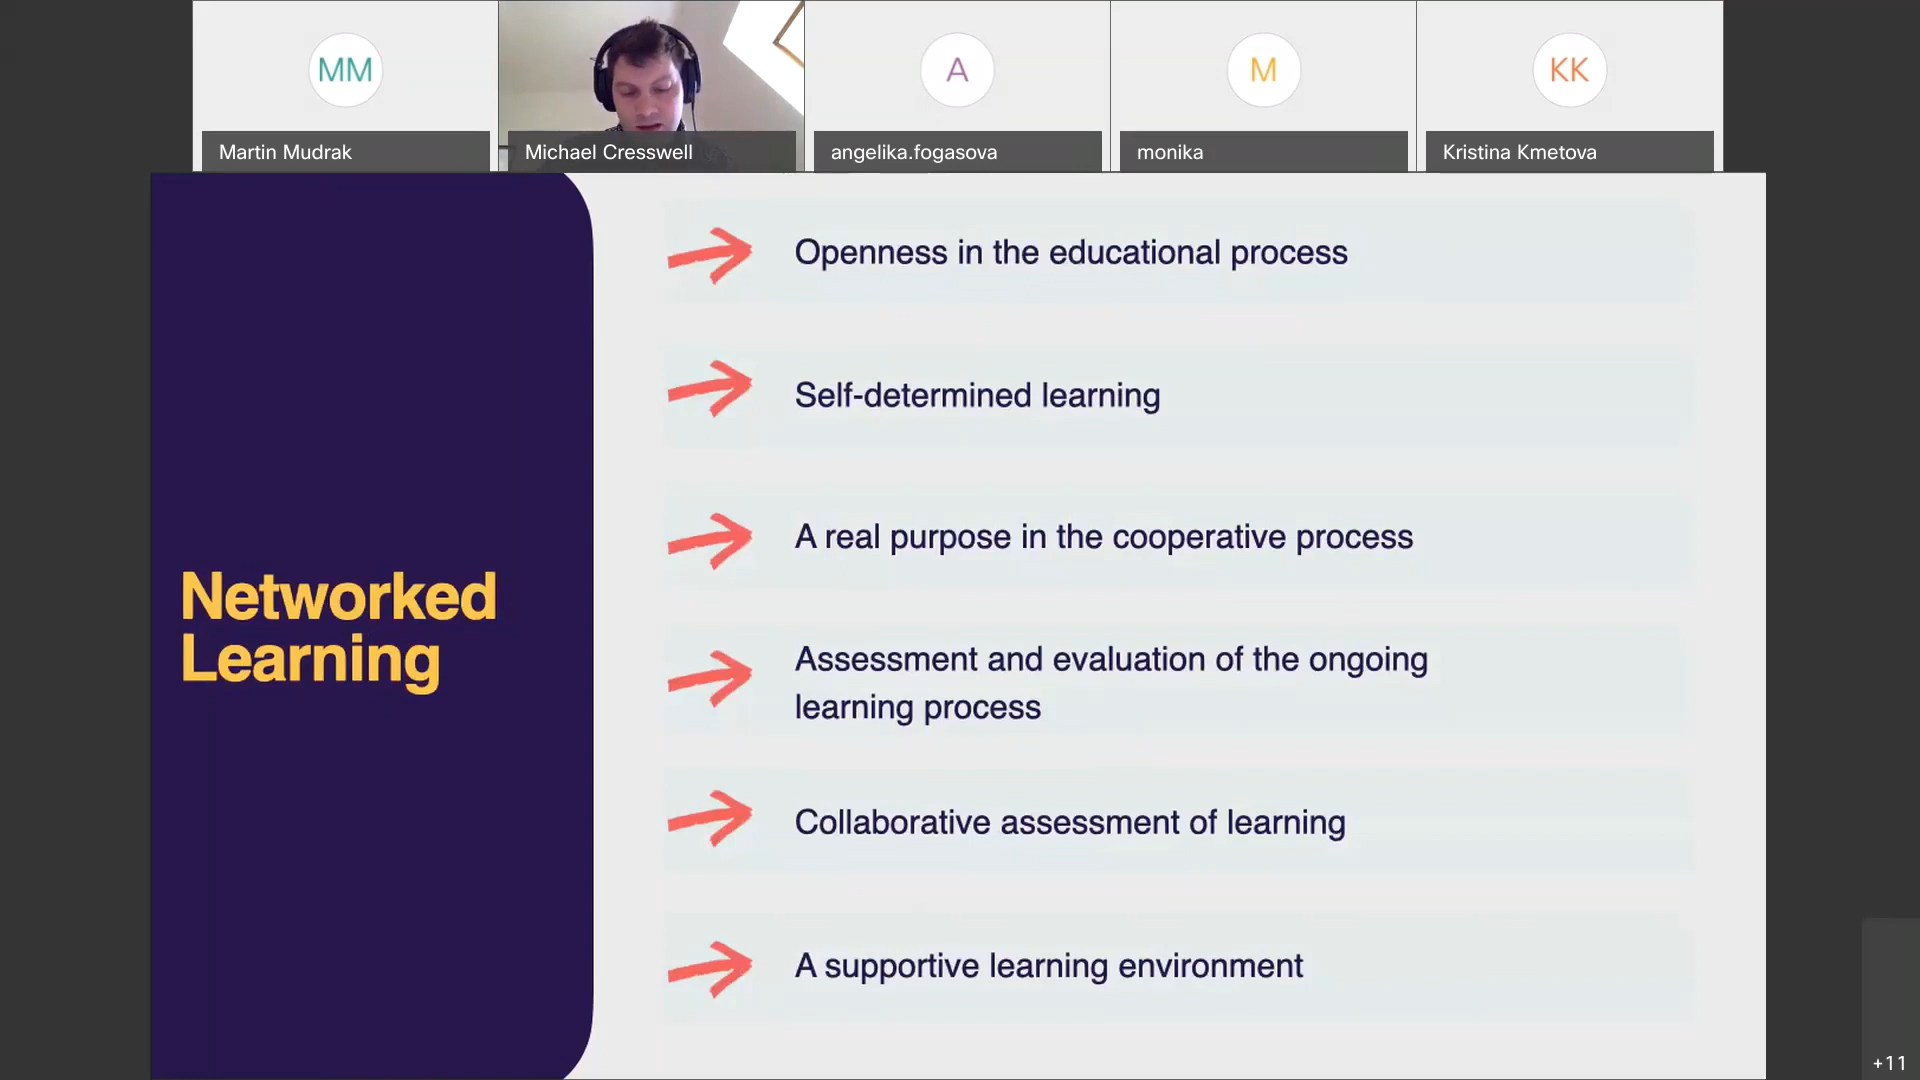 MM
Martin Mudrak
Michael Cresswell
A
angelika.fogasova
M
monika
KK
Kristina Kmetova
Networked
Learning
Openness in the educational process
Self-determined learning
A real purpose in the cooperative process
Assessment and evaluation of the ongoing
learning process
Collaborative assessment of learning
A supportive learning environment
+11